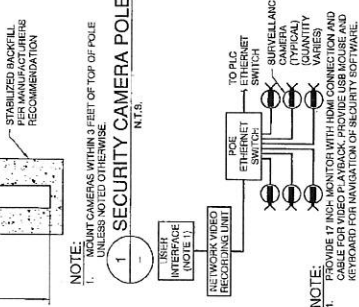 STABILIZED BACKFILL
PER MANUFACTURERS
RECOMMENDATION
NOTE:
1. MOUNT CAMERAS WITHIN 3 FEET OF TOP OF POLE
UNLESS NOTED OTHERWISE.
1
-
SECURITY CAMERA POLE
N.T.S.
USER
INTERFACE
(NOTE 1)
NETWORK VIDEO
RECORDING UNIT
POE
ETHERNET
SWITCH
TO PLC
ETHERNET
SWITCH
SURVEILLANC
CAMERA
(TYPICAL)
(QUANTITY
VARIES)
NOTE:
1. PROVIDE 17 INCH MONITOR WITH HDMI CONNECTION AND
CABLE FOR VIDEO PLAYBACK. PROVIDE USB MOUSE AND
KEYBOARD FOR NAVIGATION OF SECURITY SOFTWARE.